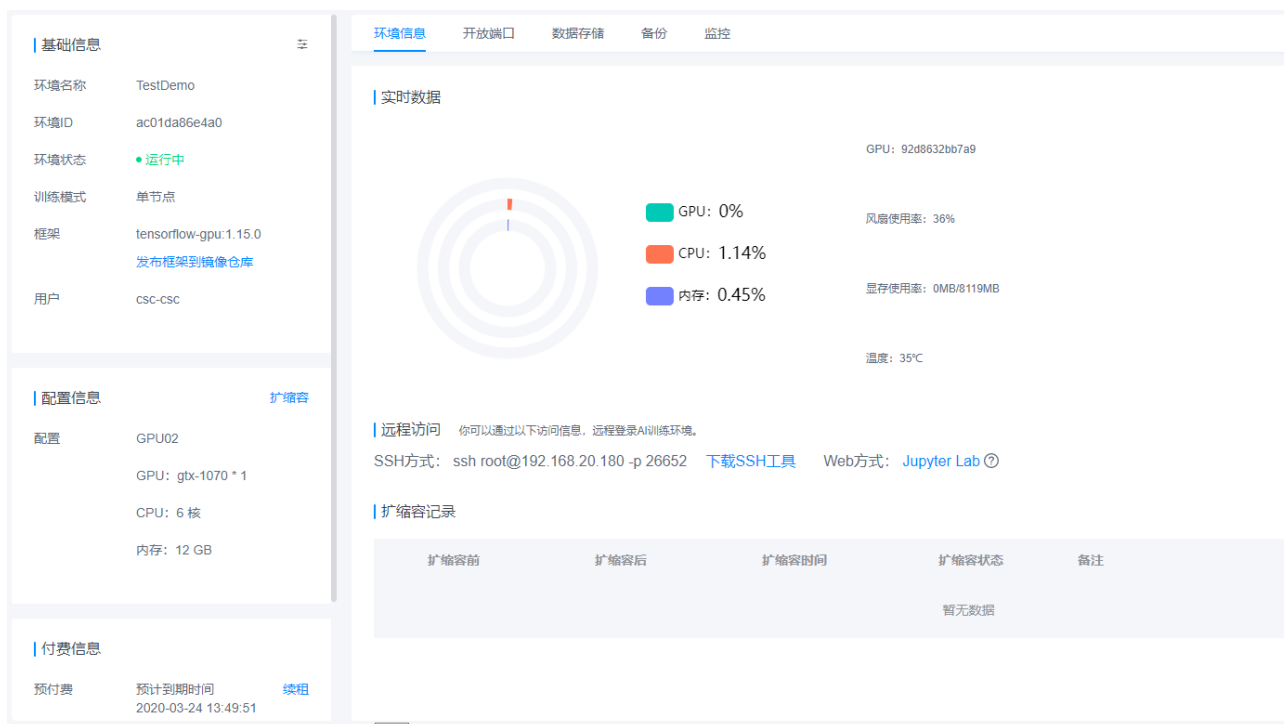 基础信息
环境名称 TestDemo
环境ID ac01da86e4a0
环境状态 运行中
训练模式 单节点
框架 tensorflow-gpu:1.15.0
发布框架到镜像仓库
用户 csc-csc
配置信息 扩缩容
配置 GPU02
GPU：gtx-1070 * 1
CPU：6 核
内存：12 GB
付费信息
预付费 预计到期时间 续租
2020-03-24 13:49:51
环境信息 开放端口 数据存储 备份 监控
实时数据
GPU：0%
CPU：1.14%
内存：0.45%
GPU：92d8632bb7a9
风扇使用率：36%
显存使用率：0MB/8119MB
温度：35℃
远程访问 你可以通过以下访问信息，远程登录AI训练环境。
SSH方式： ssh root@192.168.20.180 -p 26652 下载SSH工具 Web方式： Jupyter Lab ?
扩缩容记录
扩缩容前 扩缩容后 扩缩容时间 扩缩容状态 备注
暂无数据